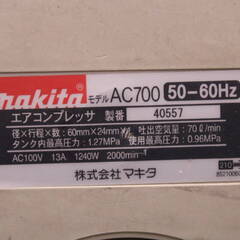 makita モデル AC700 50–60Hz
エアコンプレッサ 製番 40557
径×行程×数:60mm×24mm 吐出空気量:70ℓ/min
タンク内最高圧力:1.27MPa 使用最高圧力:0.96MPa
AC100V 13A 1240W 2000min⁻¹
株式会社 マキタ
210